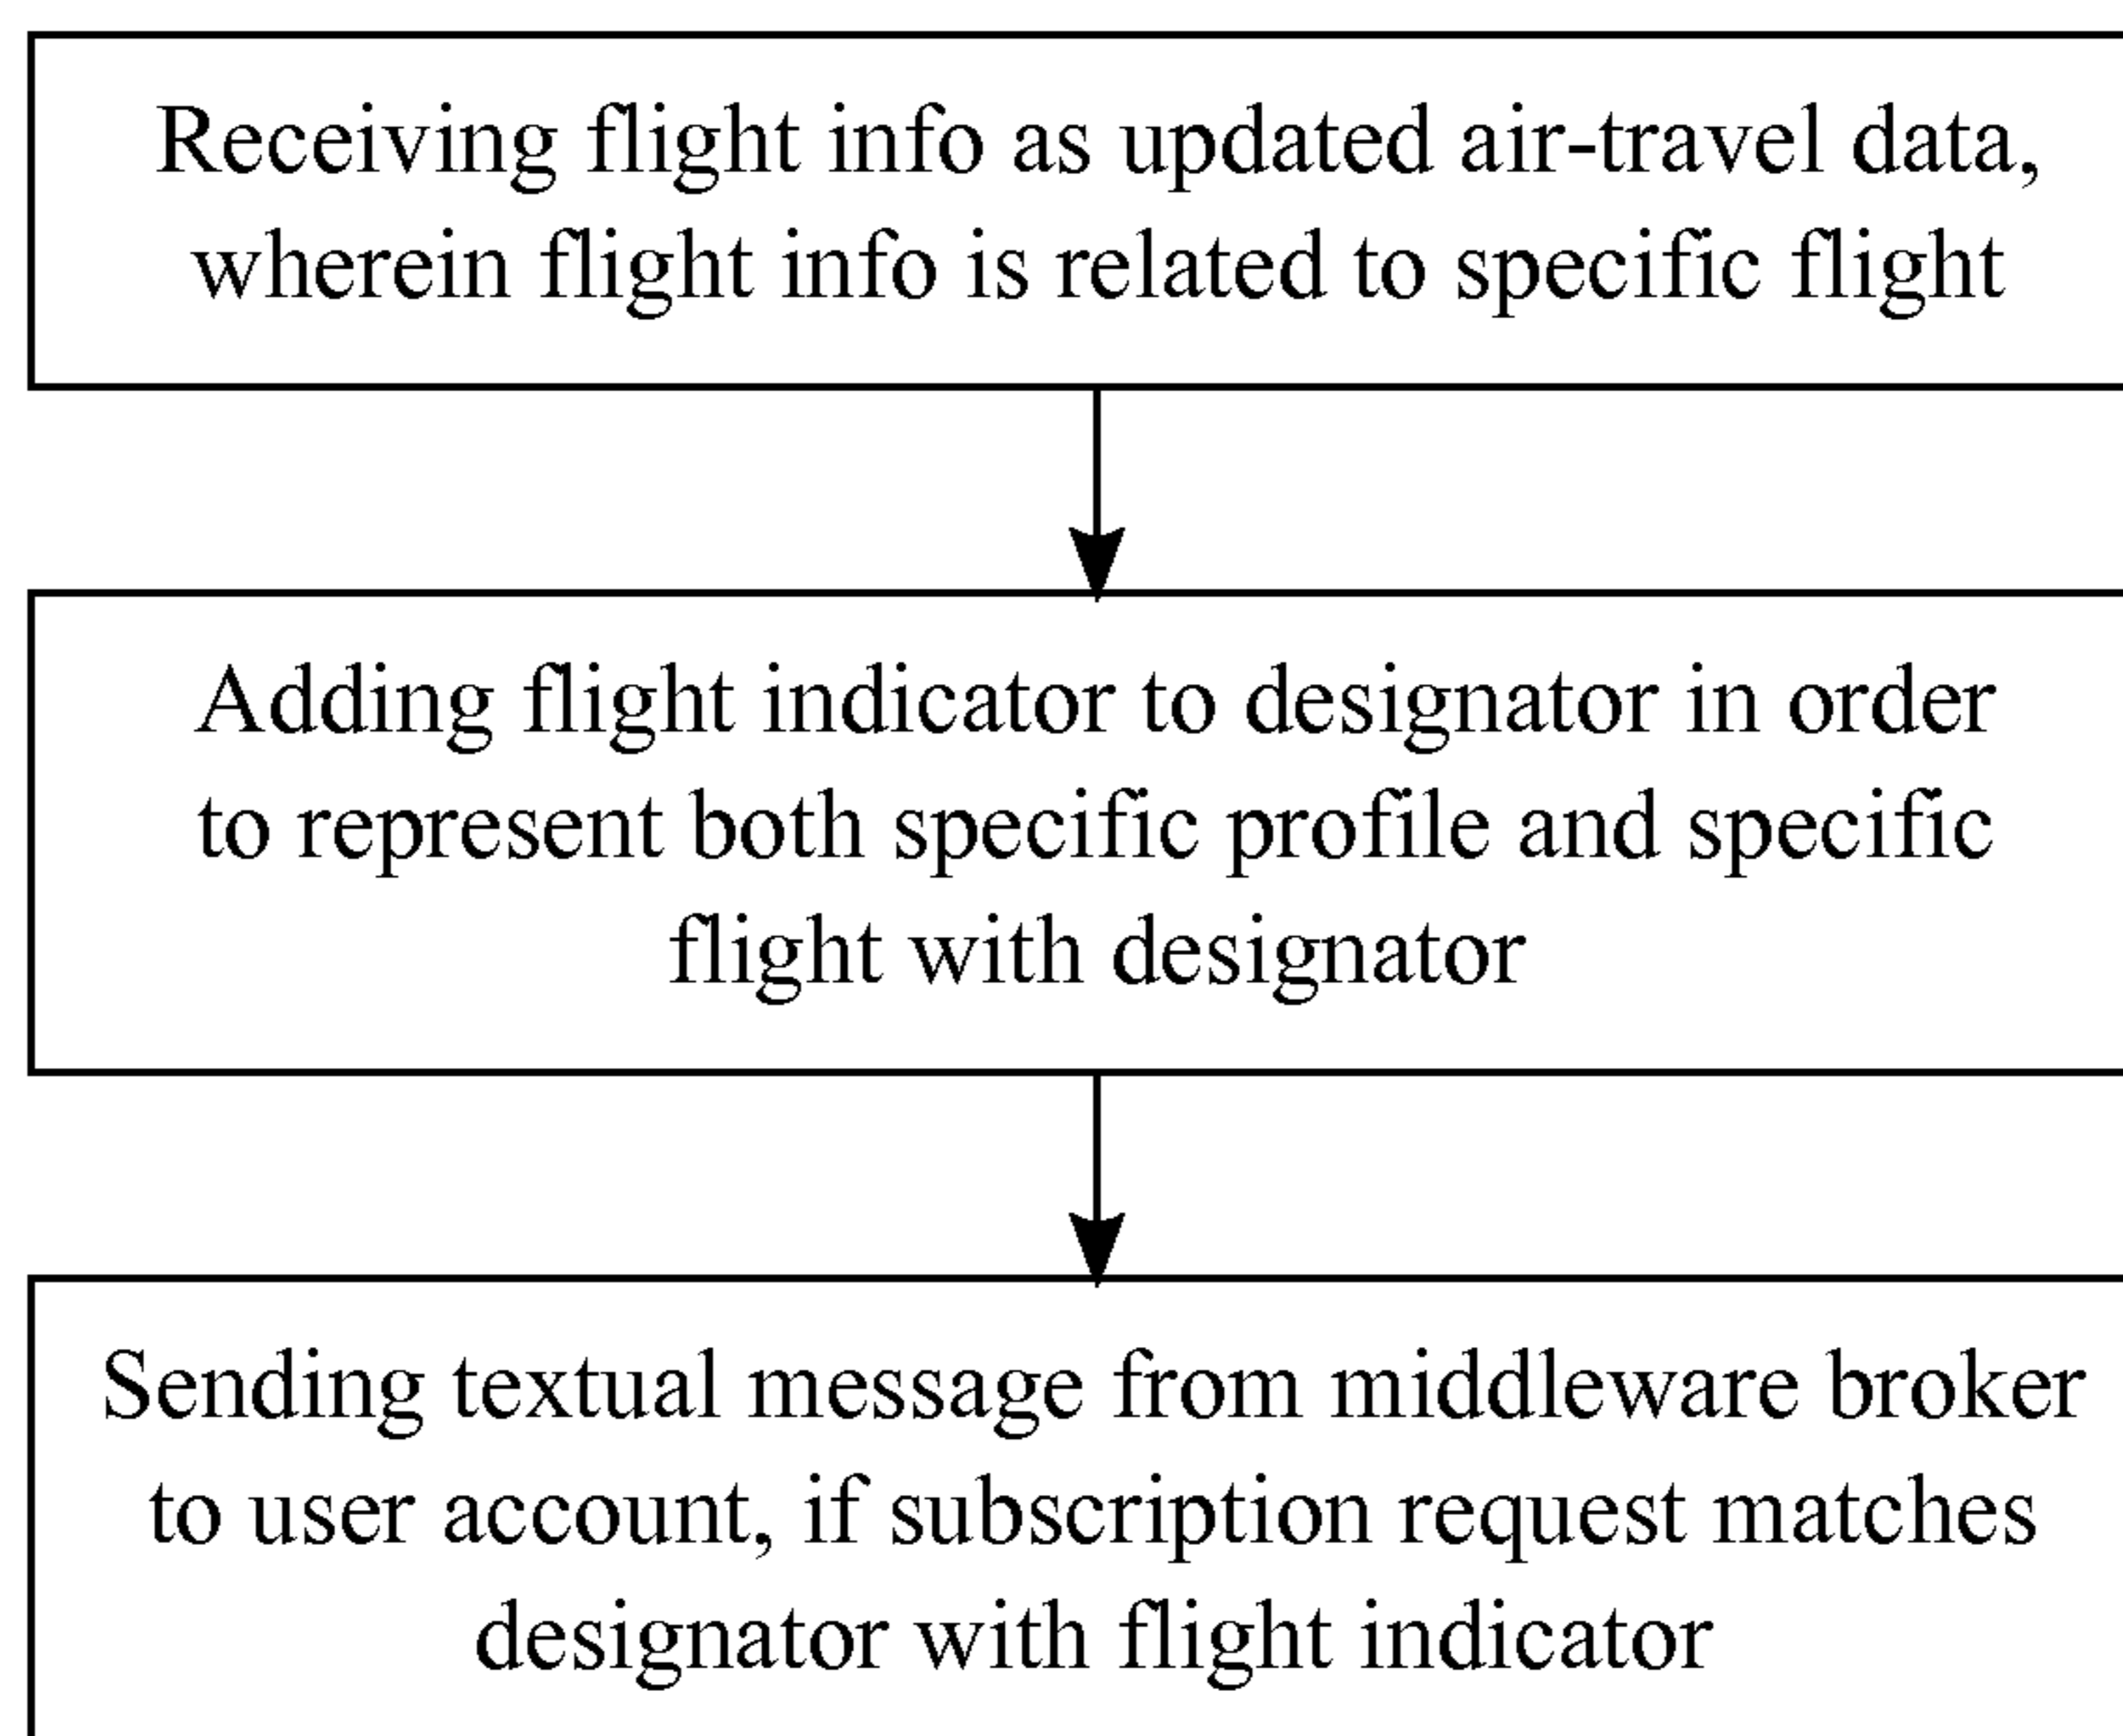 Receiving flight info as updated air-travel data,
wherein flight info is related to specific flight
Adding flight indicator to designator in order
to represent both specific profile and specific
flight with designator
Sending textual message from middleware broker
to user account, if subscription request matches
designator with flight indicator